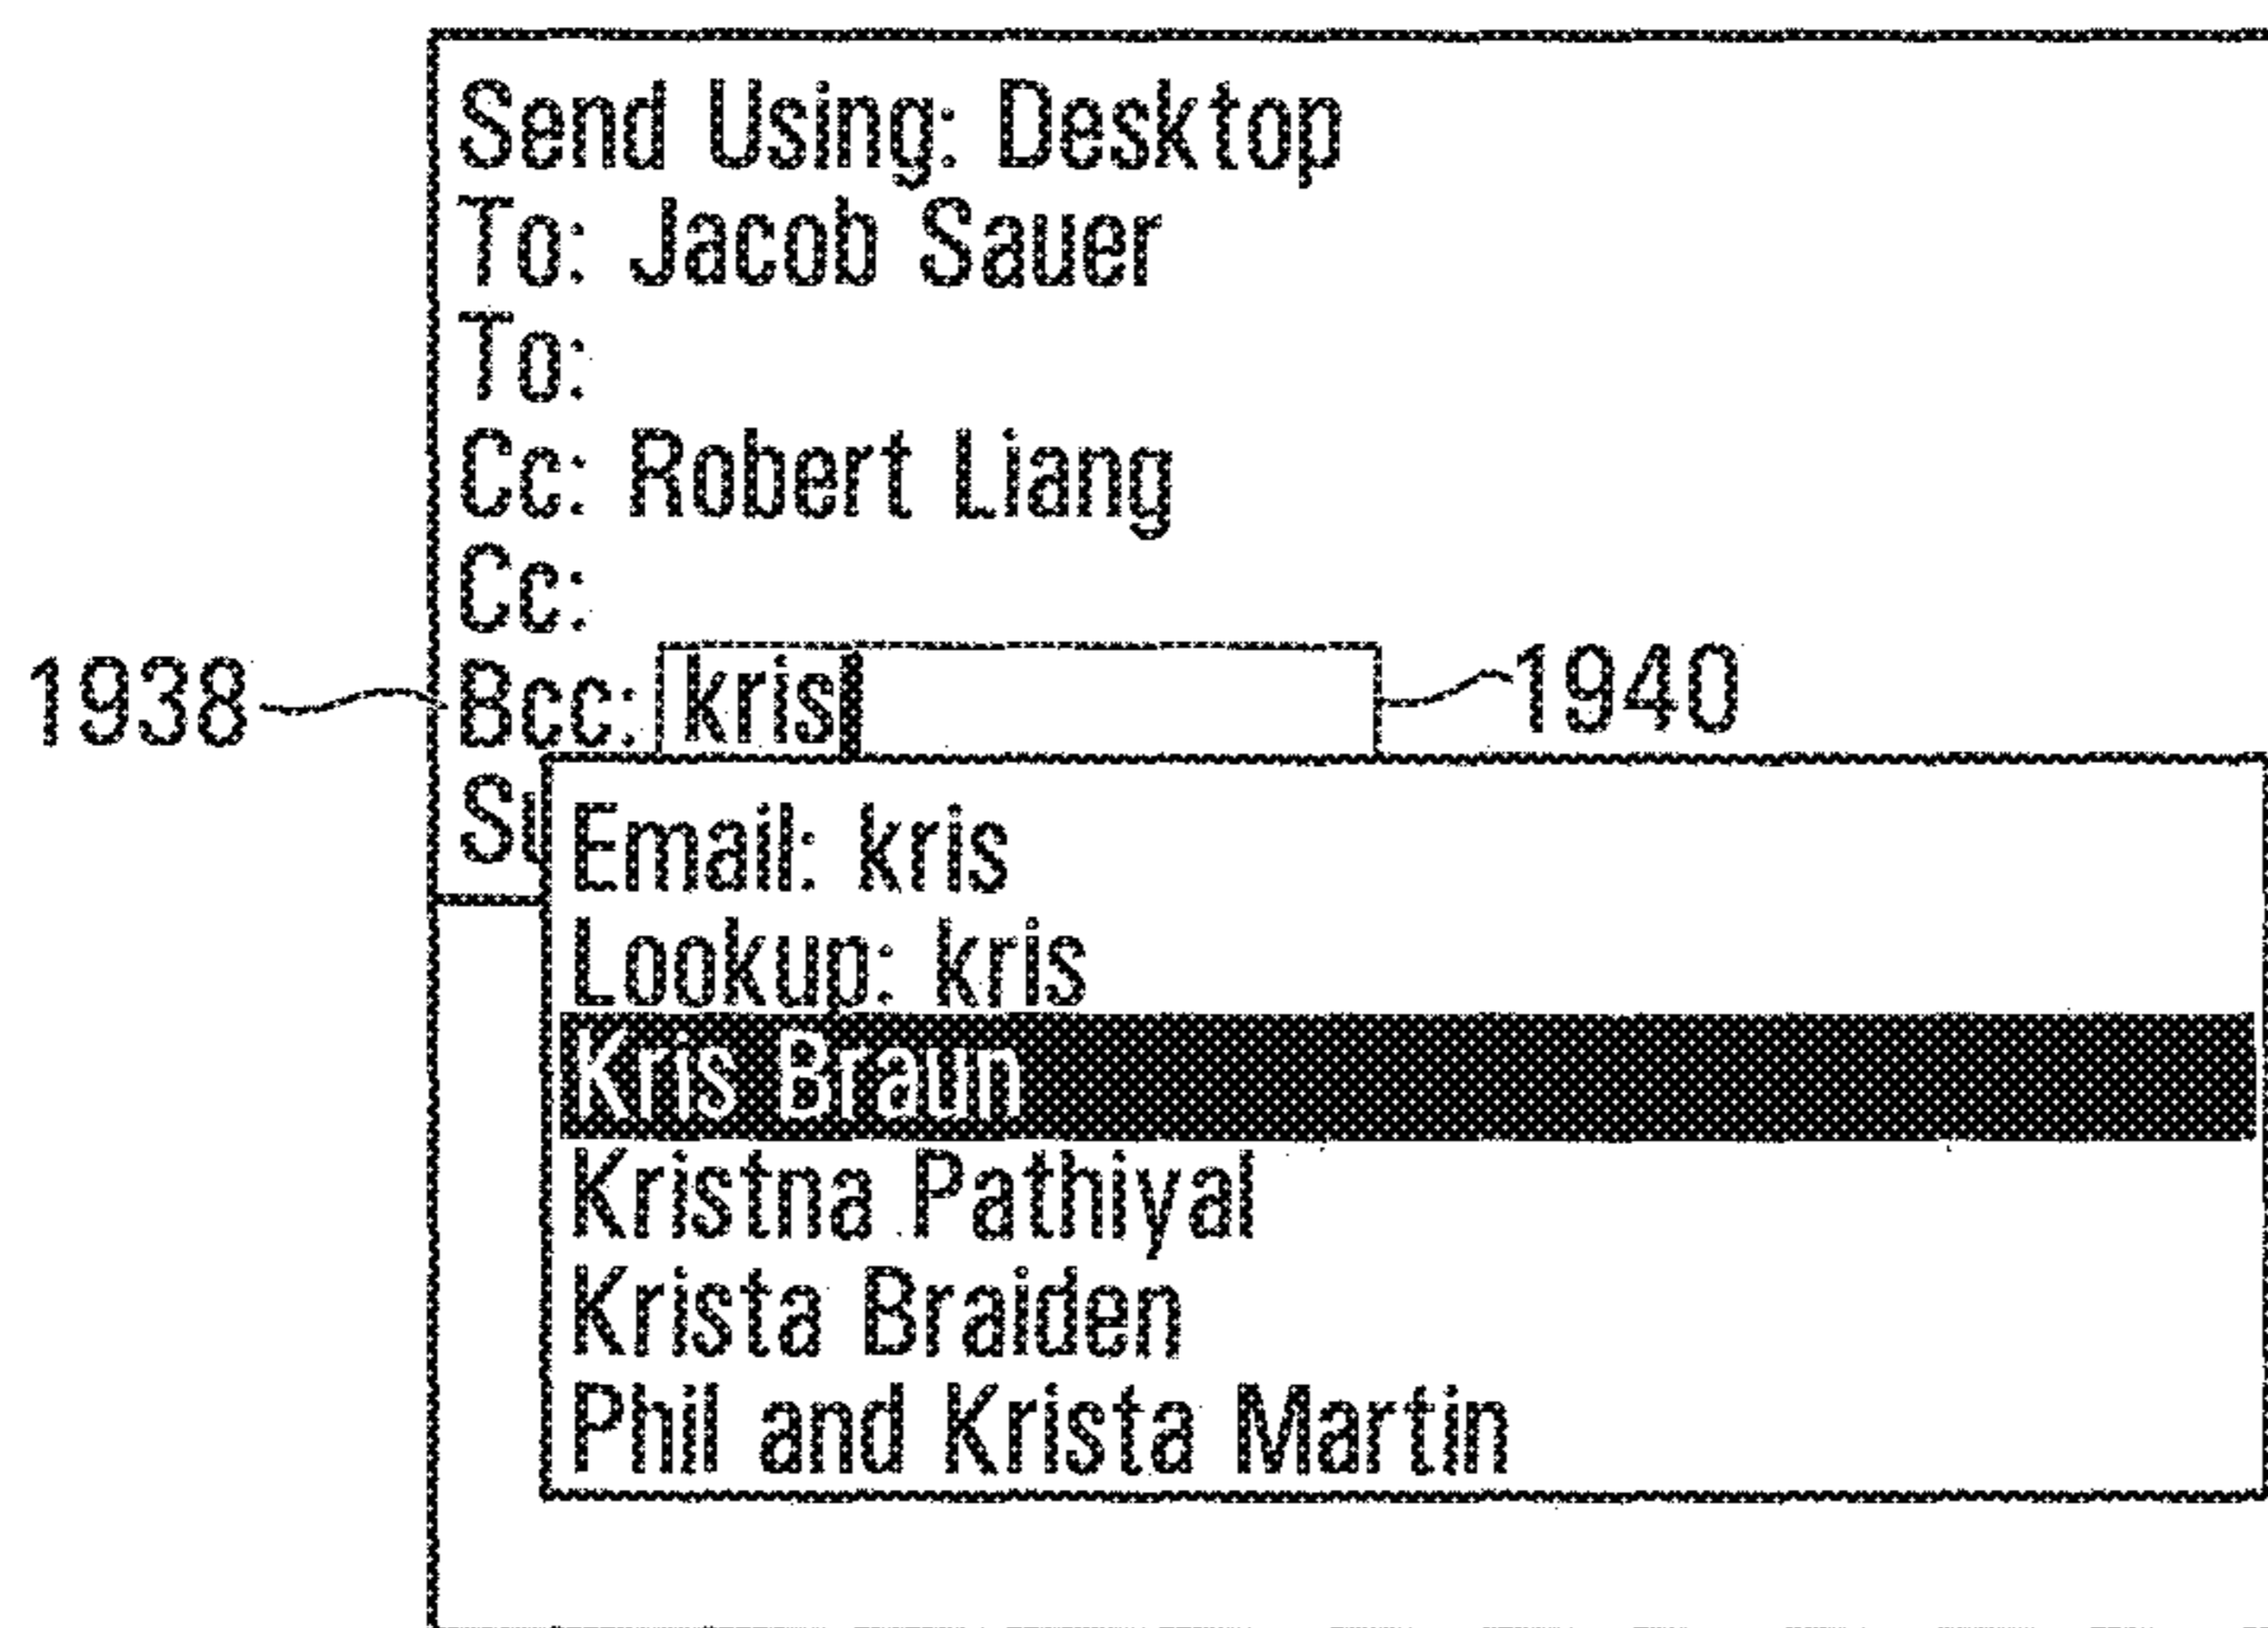 Send Using: Desktop
To: Jacob Sauer
To:
Cc: Robert Liang
Cc:
1938 Bcc: kris 1940
Email: kris
Lookup: kris
Kris Braun
Kristna Pathiyal
Krista Braiden
Phil and Krista Martin